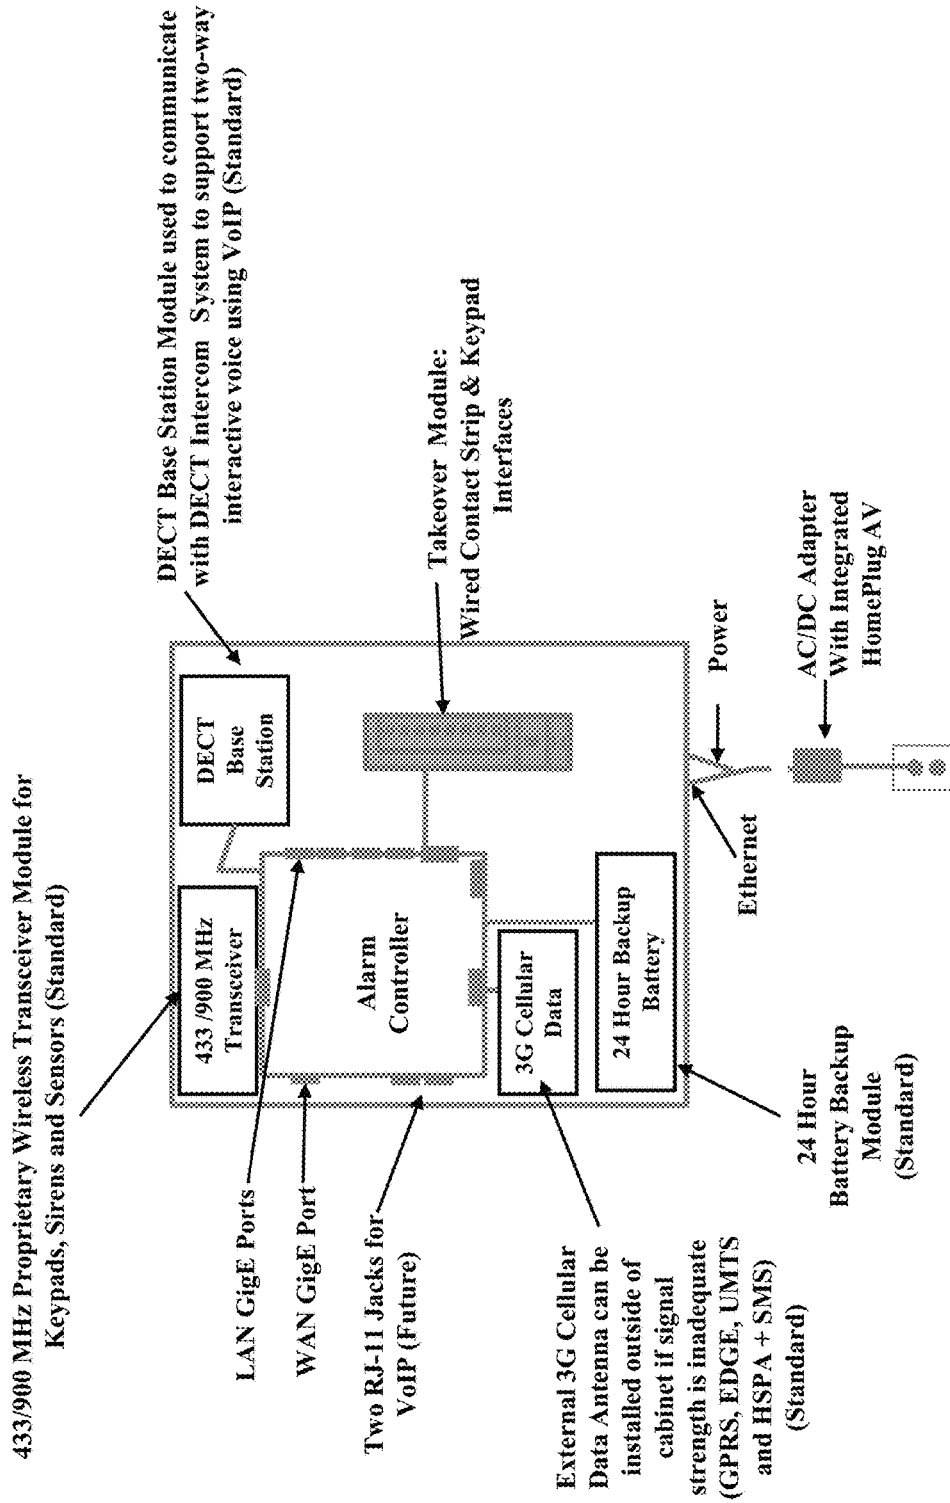 433/900 MHz Proprietary Wireless Transceiver Module for
Keypads, Sirens and Sensors (Standard)
DECT Base Station Module used to communicate
with DECT Intercom System to support two-way
interactive voice using VoIP (Standard)
433 /900 MHz
Transceiver
DECT
Base
Station
LAN GigE Ports
WAN GigE Port
Two RJ-11 Jacks for
VoIP (Future)
Alarm
Controller
Takeover Module:
Wired Contact Strip & Keypad
Interfaces
3G Cellular
Data
24 Hour Backup
Battery
External 3G Cellular
Data Antenna can be
installed outside of
cabinet if signal
strength is inadequate
(GPRS, EDGE, UMTS
and HSPA + SMS)
(Standard)
24 Hour
Battery Backup
Module
(Standard)
Ethernet
Power
AC/DC Adapter
With Integrated
HomePlug AV